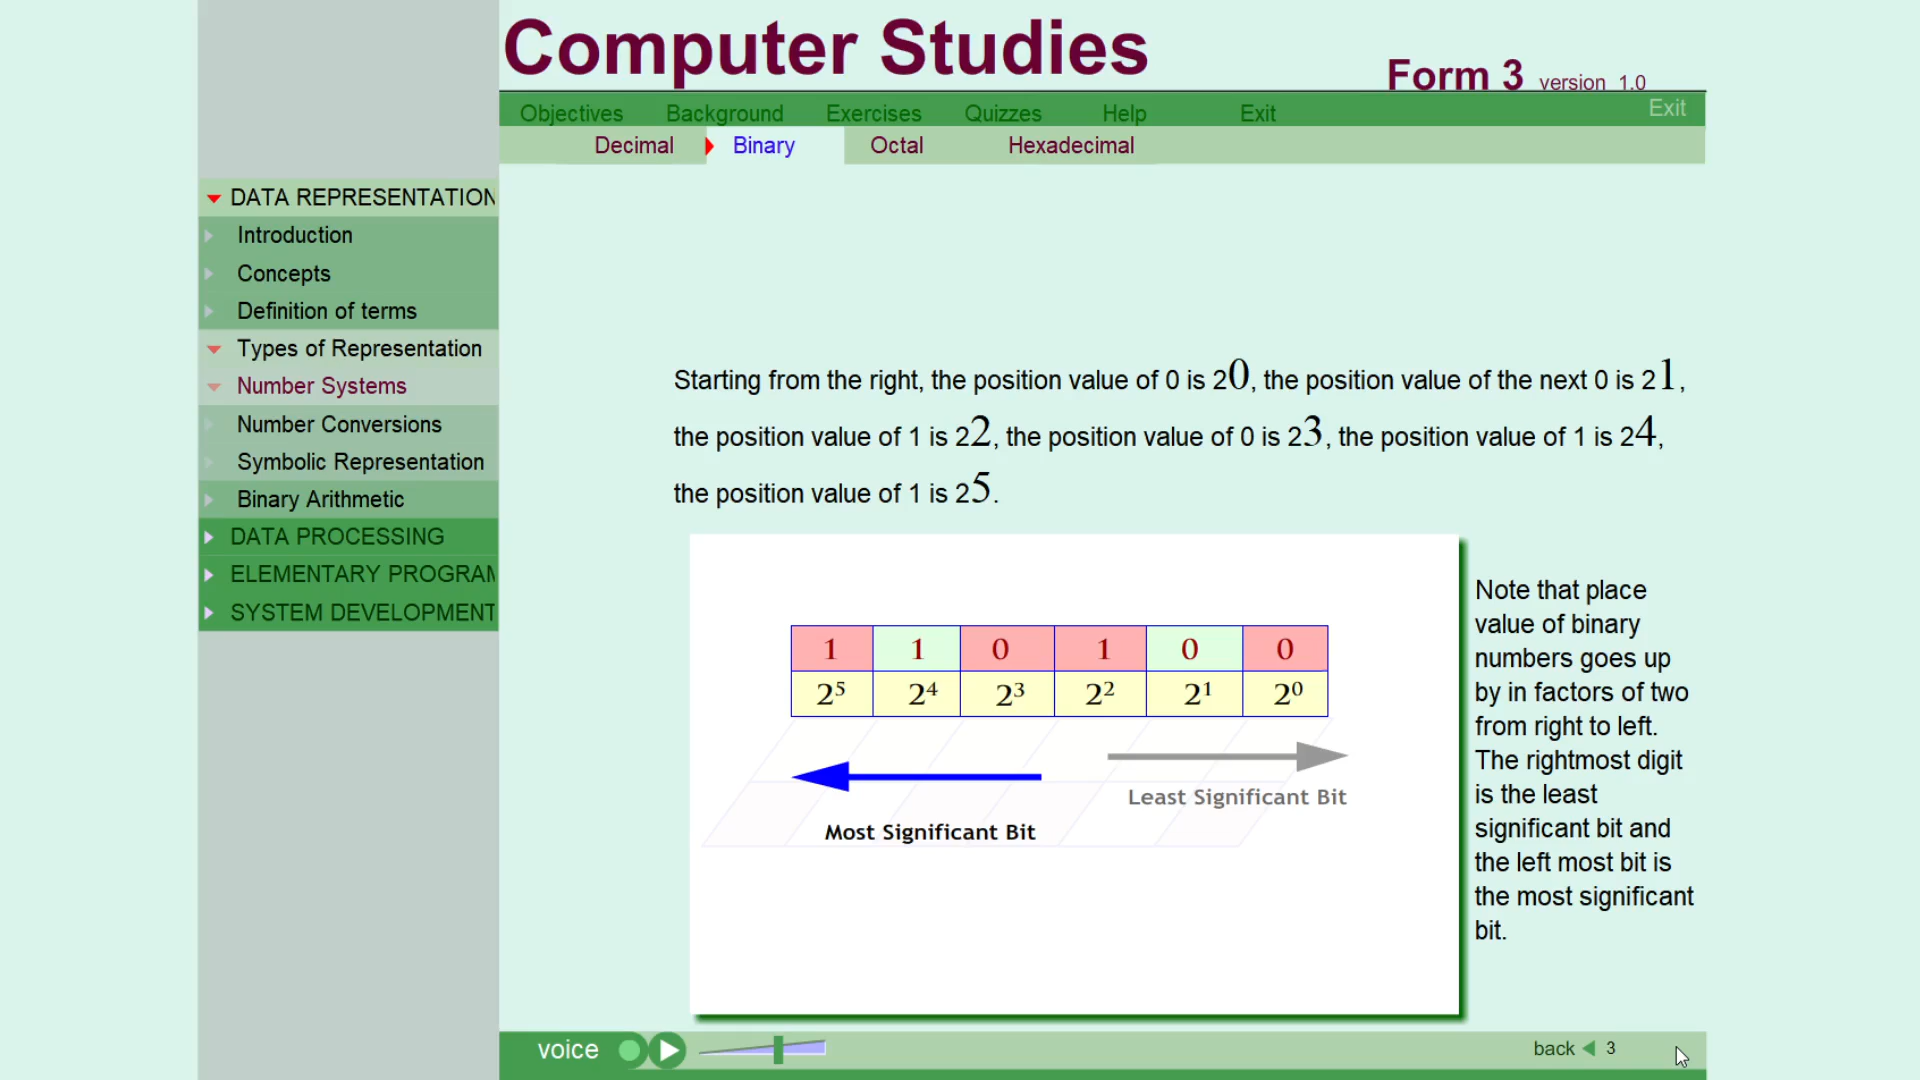 Computer Studies
Form 3 version 1.0
Objectives Background Exercises Quizzes Help Exit Exit
Decimal Binary Octal Hexadecimal
DATA REPRESENTATION
Introduction
Concepts
Definition of terms
Types of Representation
Number Systems
Number Conversions
Symbolic Representation
Binary Arithmetic
DATA PROCESSING
ELEMENTARY PROGRAM
SYSTEM DEVELOPMENT
Starting from the right, the position value of 0 is 2⁰, the position value of the next 0 is 2¹,
the position value of 1 is 2², the position value of 0 is 2³, the position value of 1 is 2⁴,
the position value of 1 is 2⁵.
1 1 0 1 0 0
2⁵ 2⁴ 2³ 2² 2¹ 2⁰
Least Significant Bit
Most Significant Bit
Note that place
value of binary
numbers goes up
by in factors of two
from right to left.
The rightmost digit
is the least
significant bit and
the left most bit is
the most significant
bit.
voice
back 3